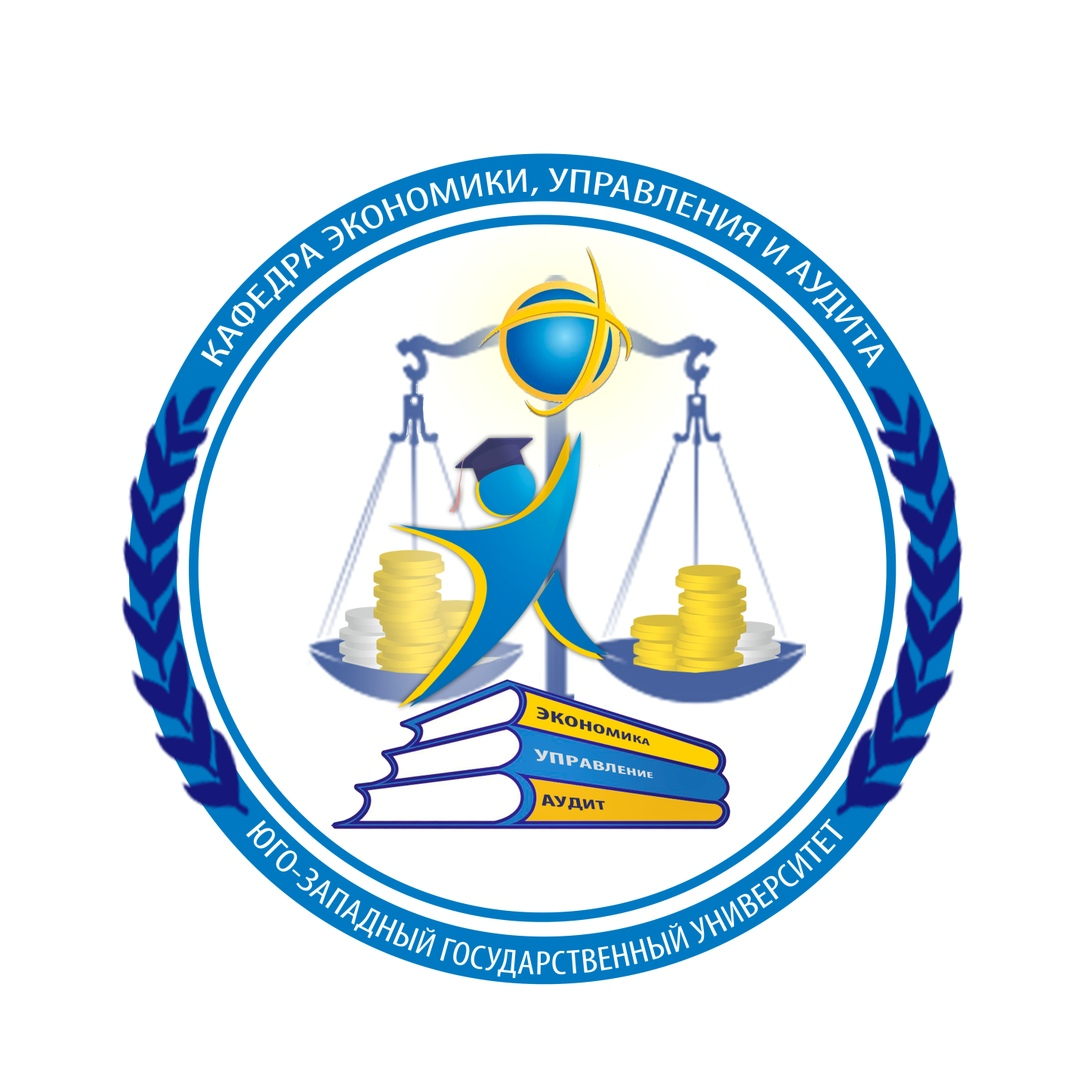 КАФЕДРА ЭКОНОМИКИ, УПРАВЛЕНИЯ И АУДИТА
ЭКОНОМИКА
УПРАВЛЕНИЕ
АУДИТ
ЮГО-ЗАПАДНЫЙ ГОСУДАРСТВЕННЫЙ УНИВЕРСИТЕТ